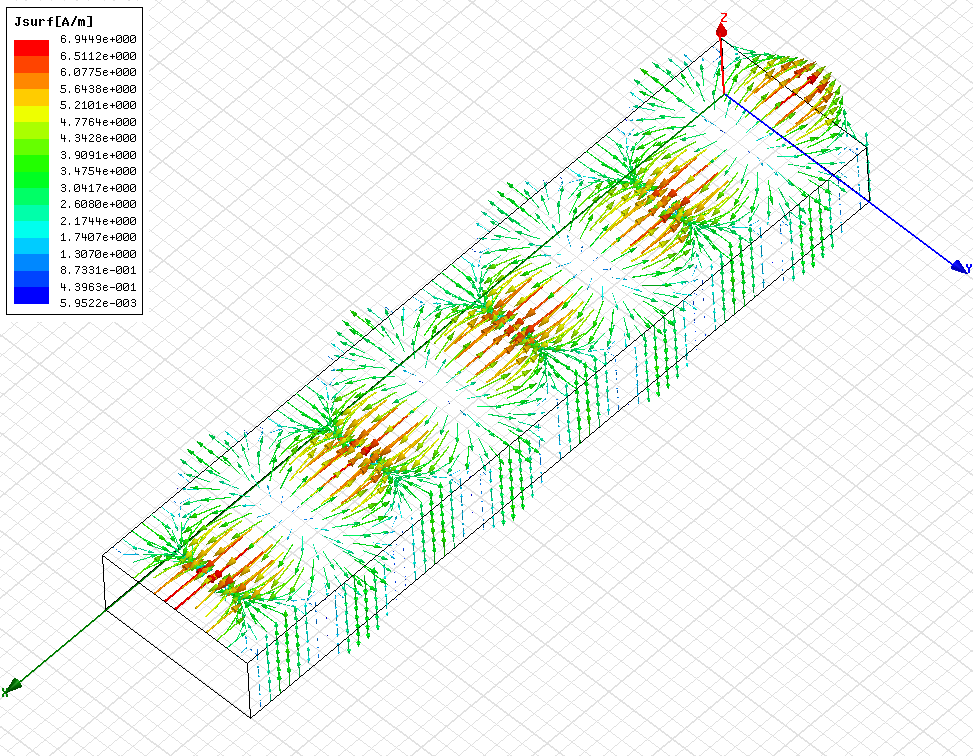 Jsurf[A/m]
6.9449e+000
6.5112e+000
6.0775e+000
5.6438e+000
5.2101e+000
4.7764e+000
4.3428e+000
3.9091e+000
3.4754e+000
3.0417e+000
2.6080e+000
2.1744e+000
1.7407e+000
1.3070e+000
8.7331e-001
4.3963e-001
5.9522e-003
Z
Y
X